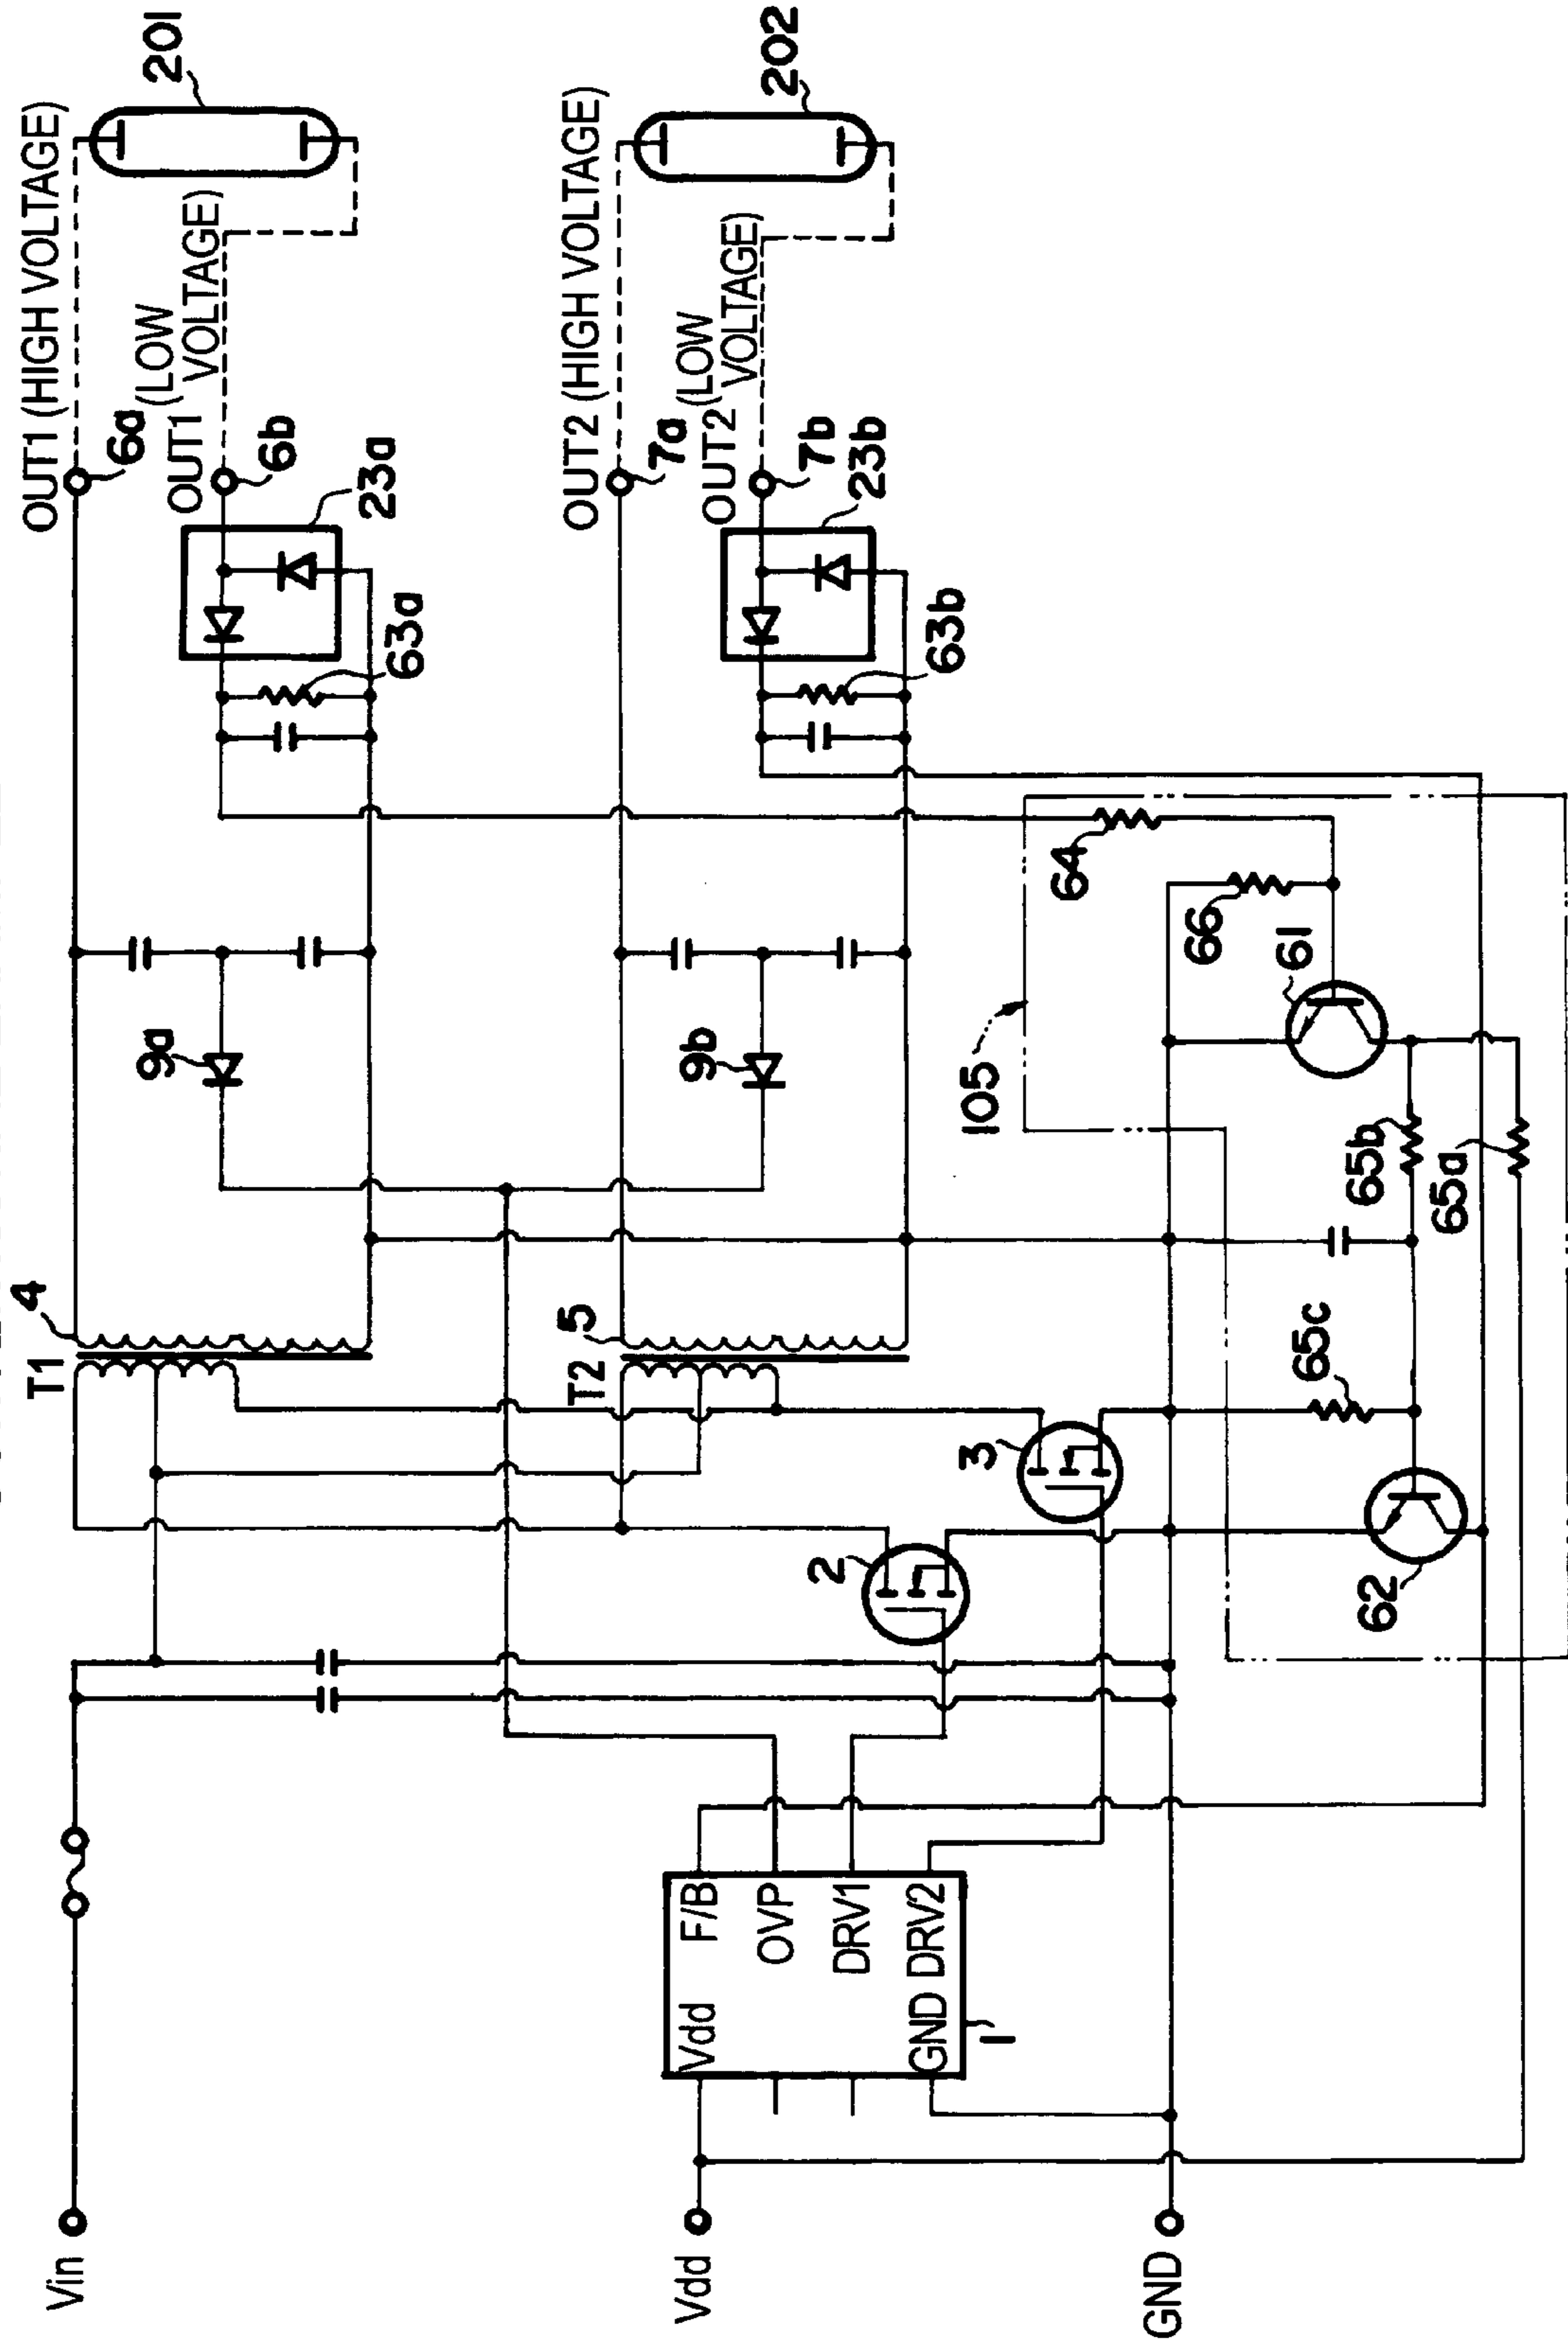 OUT1 (HIGH VOLTAGE)
201
6a
OUT1 (LOW
VOLTAGE)
6b
23a
63a
9a
4
T1
Vin
OUT2 (HIGH VOLTAGE)
202
7a
OUT2 (LOW
VOLTAGE)
7b
23b
63b
9b
5
T2
105
64
66
61
65b
65a
65c
3
2
62
F/B
OVP
DRV1
DRV2
Vdd
GND
1
Vdd
GND